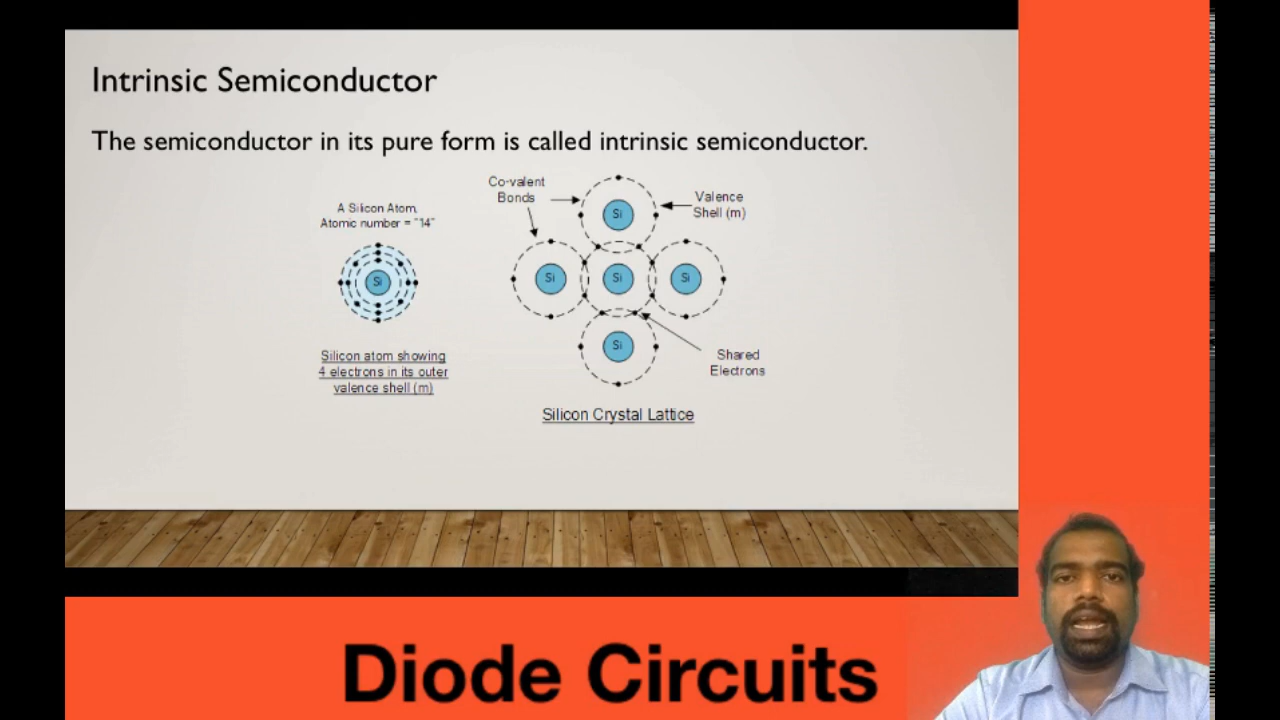 Intrinsic Semiconductor
The semiconductor in its pure form is called intrinsic semiconductor.
A Silicon Atom,
Atomic number = "14"
Si
Silicon atom showing
4 electrons in its outer
valence shell (m)
Co-valent
Bonds
Valence
Shell (m)
Si
Si
Si
Si
Si
Shared
Electrons
Silicon Crystal Lattice
Diode Circuits